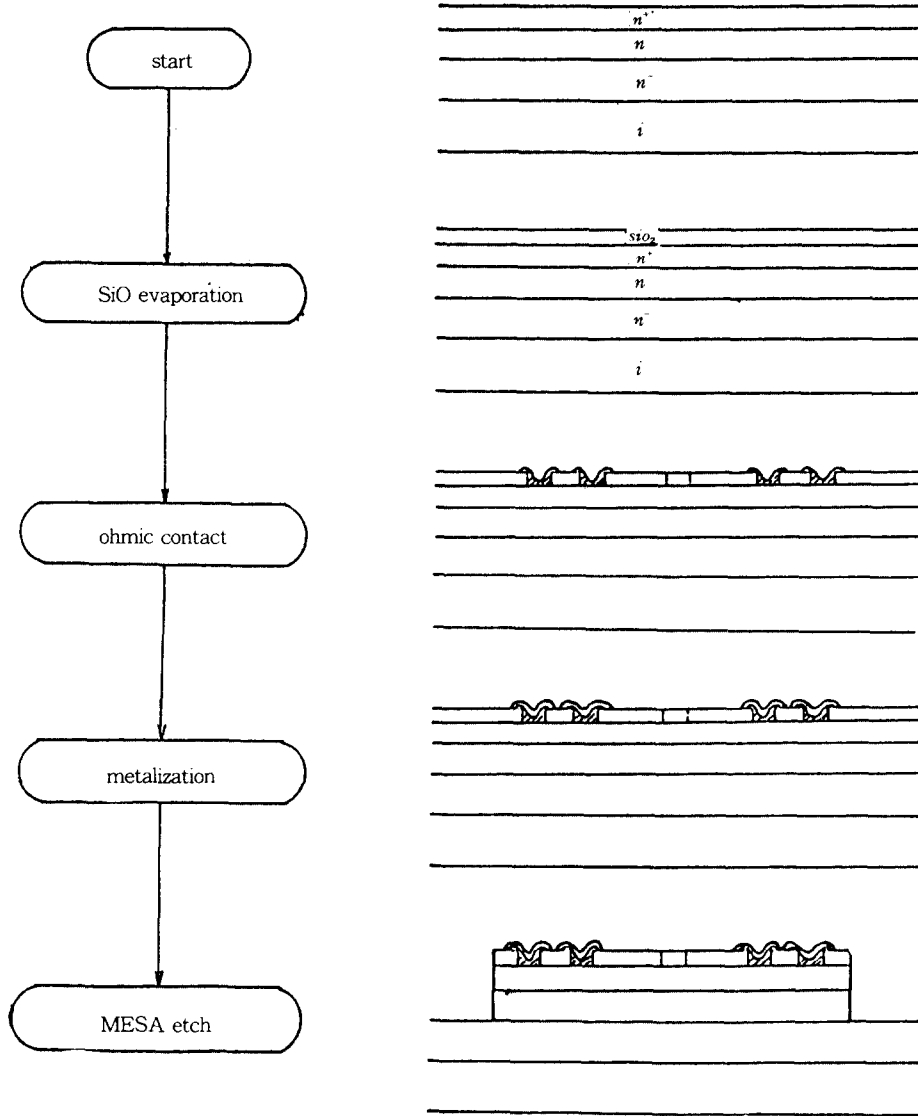 start
n⁺
n
n⁻
i
SiO evaporation
sio₂
n⁺
n
n⁻
i
ohmic contact
metalization
MESA etch